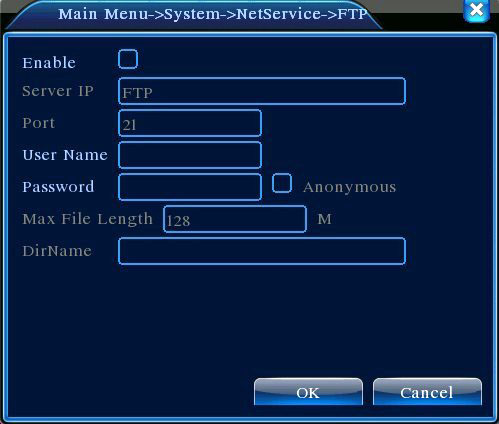 Main Menu->System->NetService->FTP
Enable
Server IP FTP
Port 21
User Name
Password Anonymous
Max File Length 128 M
DirName
OK Cancel